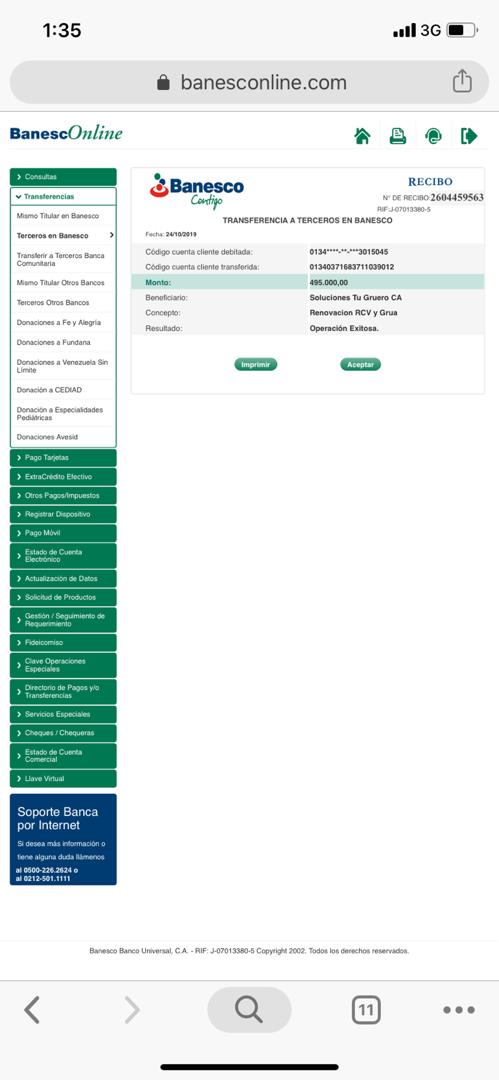 1:35
3G
banesconline.com
BanescOnline
Consultas
Transferencias
Mismo Titular en Banesco
Terceros en Banesco
Transferir a Terceros Banca
Comunitaria
Mismo Titular Otros Bancos
Terceros Otros Bancos
Donaciones a Fe y Alegría
Donaciones a Fundana
Donaciones a Venezuela Sin
Límite
Donación a CEDIAD
Donación a Especialidades
Pediátricas
Donaciones Avesid
Pago Tarjetas
ExtraCrédito Efectivo
Otros Pagos/Impuestos
Registrar Dispositivo
Pago Móvil
Estado de Cuenta
Electrónico
Actualización de Datos
Solicitud de Productos
Gestión / Seguimiento de
Requerimiento
Fideicomiso
Clave Operaciones
Especiales
Directorio de Pagos y/o
Transferencias
Servicios Especiales
Cheques / Chequeras
Estado de Cuenta
Comercial
Llave Virtual
Soporte Banca
por Internet
Si desea más información o
tiene alguna duda llámenos
al 0500-226.2624 o
al 0212-501.1111
Banesco
Contigo
RECIBO
N° DE RECIBO:2604459563
RIF:J-07013380-5
TRANSFERENCIA A TERCEROS EN BANESCO
Fecha: 24/10/2019
Código cuenta cliente debitada: 0134****-**-***3015045
Código cuenta cliente transferida: 01340371683711039012
Monto: 495.000,00
Beneficiario: Soluciones Tu Gruero CA
Concepto: Renovacion RCV y Grua
Resultado: Operación Exitosa.
Imprimir Aceptar
Banesco Banco Universal, C.A. - RIF: J-07013380-5 Copyright 2002. Todos los derechos reservados.
11